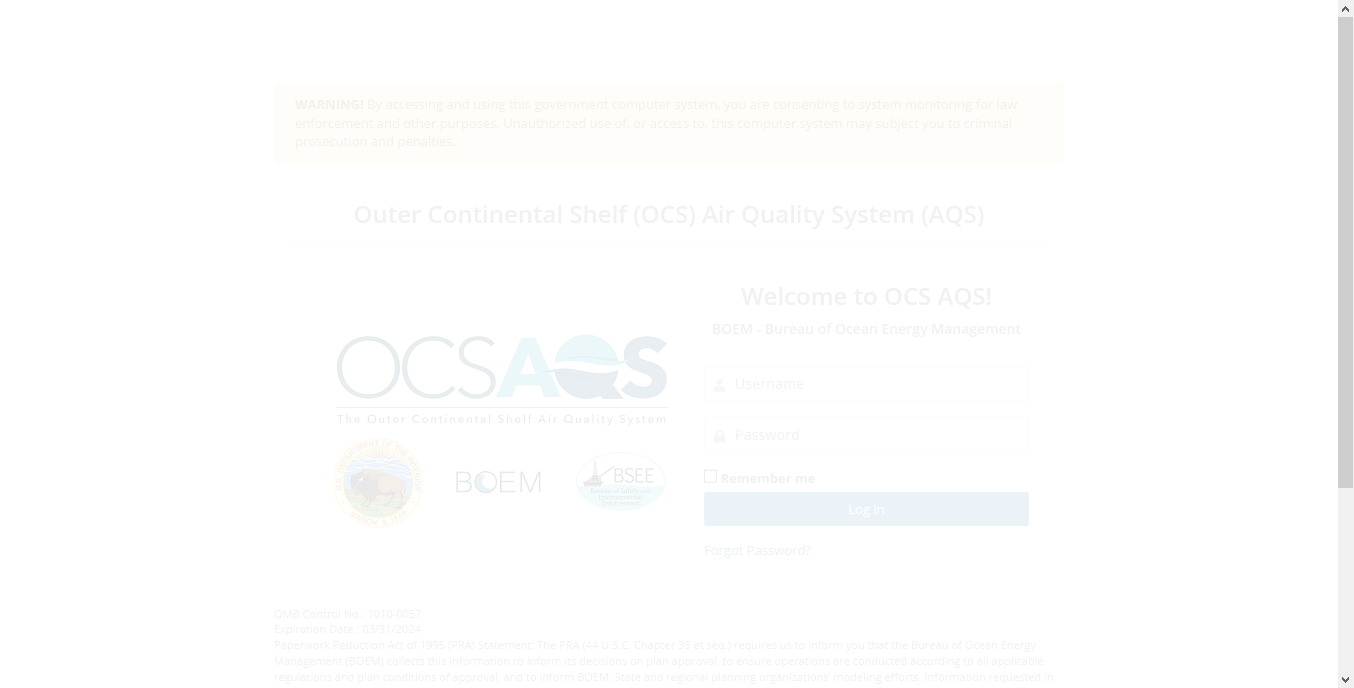 WARNING! By accessing and using this government computer system, you are consenting to system monitoring for law
enforcement and other purposes. Unauthorized use of, or access to, this computer system may subject you to criminal
prosecution and penalties.
Outer Continental Shelf (OCS) Air Quality System (AQS)
OCSAQS
The Outer Continental Shelf Air Quality System
U.S. DEPARTMENT OF THE INTERIOR
MARCH 3, 1849
BOEM
BSEE
Bureau of Safety and
Environmental
Enforcement
Welcome to OCS AQS!
BOEM - Bureau of Ocean Energy Management
Username
Password
Remember me
Log In
Forgot Password?
OMB Control No.: 1010-0057
Expiration Date : 03/31/2024
Paperwork Reduction Act of 1995 (PRA) Statement: The PRA (44 U.S.C. Chapter 35 et seq.) requires us to inform you that the Bureau of Ocean Energy
Management (BOEM) collects this information to inform its decisions on plan approval, to ensure operations are conducted according to all applicable
regulations and plan conditions of approval, and to inform BOEM, State and regional planning organizations' modeling efforts. Information requested in